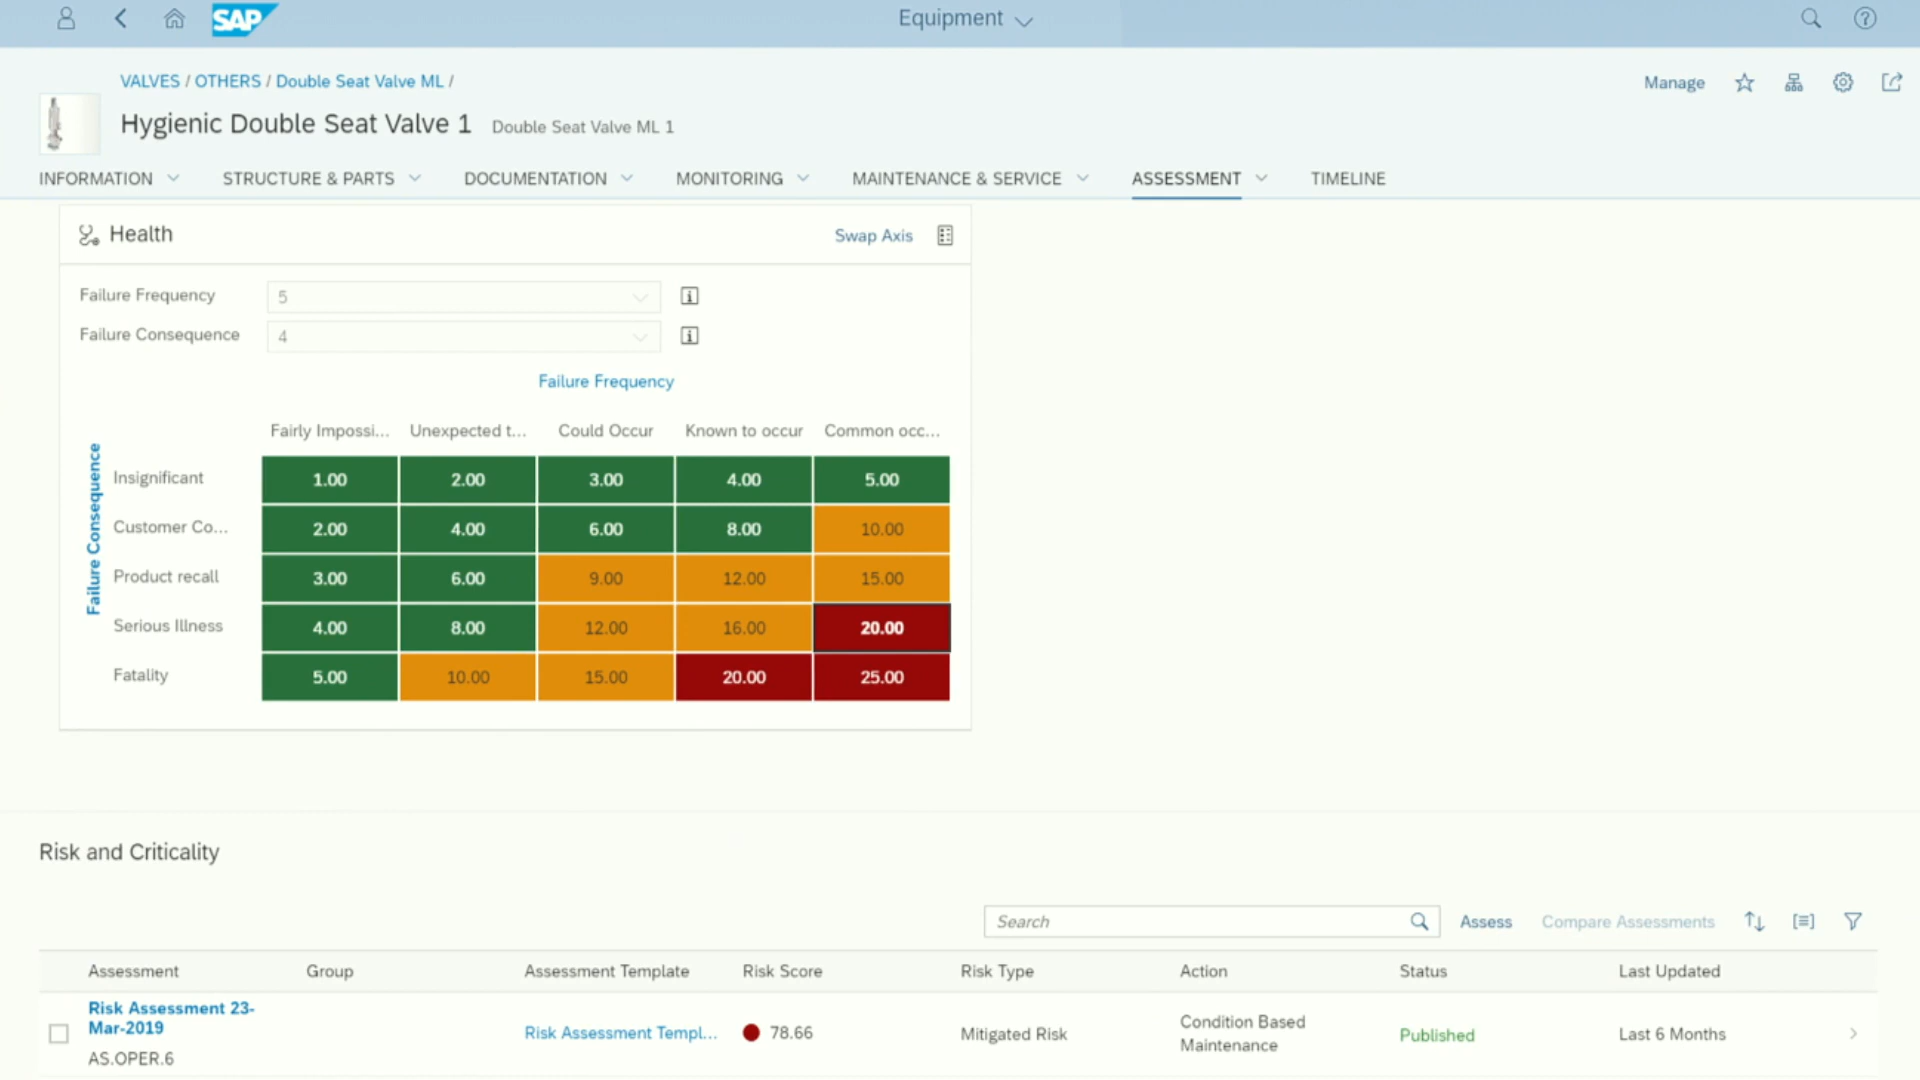 SAP
Equipment
VALVES / OTHERS / Double Seat Valve ML /
Manage
Hygienic Double Seat Valve 1 Double Seat Valve ML 1
INFORMATION STRUCTURE & PARTS DOCUMENTATION MONITORING MAINTENANCE & SERVICE ASSESSMENT TIMELINE
Health Swap Axis
Failure Frequency 5
Failure Consequence 4
Failure Frequency
Fairly Impossi... Unexpected t... Could Occur Known to occur Common occ...
Failure Consequence
Insignificant 1.00 2.00 3.00 4.00 5.00
Customer Co... 2.00 4.00 6.00 8.00 10.00
Product recall 3.00 6.00 9.00 12.00 15.00
Serious Illness 4.00 8.00 12.00 16.00 20.00
Fatality 5.00 10.00 15.00 20.00 25.00
Risk and Criticality
Search Assess Compare Assessments
Assessment Group Assessment Template Risk Score Risk Type Action Status Last Updated
Risk Assessment 23-
Mar-2019
AS.OPER.6
Risk Assessment Templ... 78.66 Mitigated Risk
Condition Based
Maintenance
Published Last 6 Months